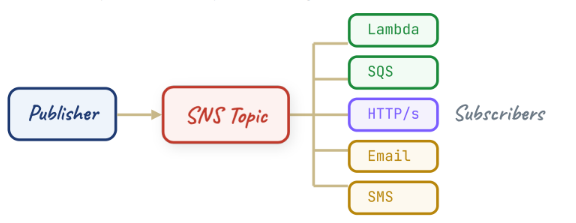 Publisher
SNS Topic
Lambda
SQS
HTTP/s
Email
SMS
Subscribers